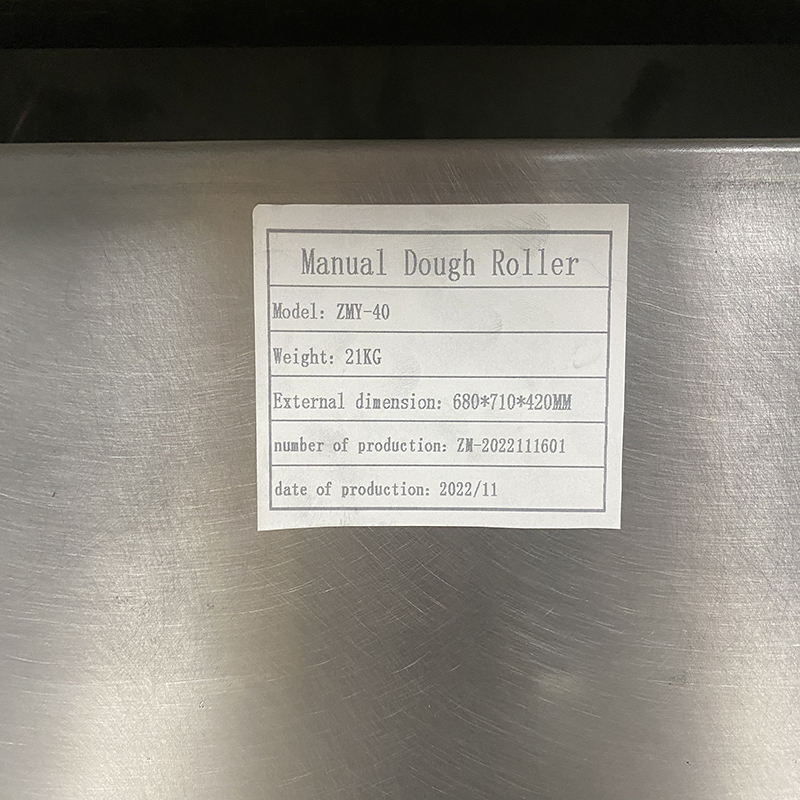 Manual Dough Roller
Model: ZMY-40
Weight: 21KG
External dimension: 680*710*420MM
number of production: ZM-2022111601
date of production: 2022/11